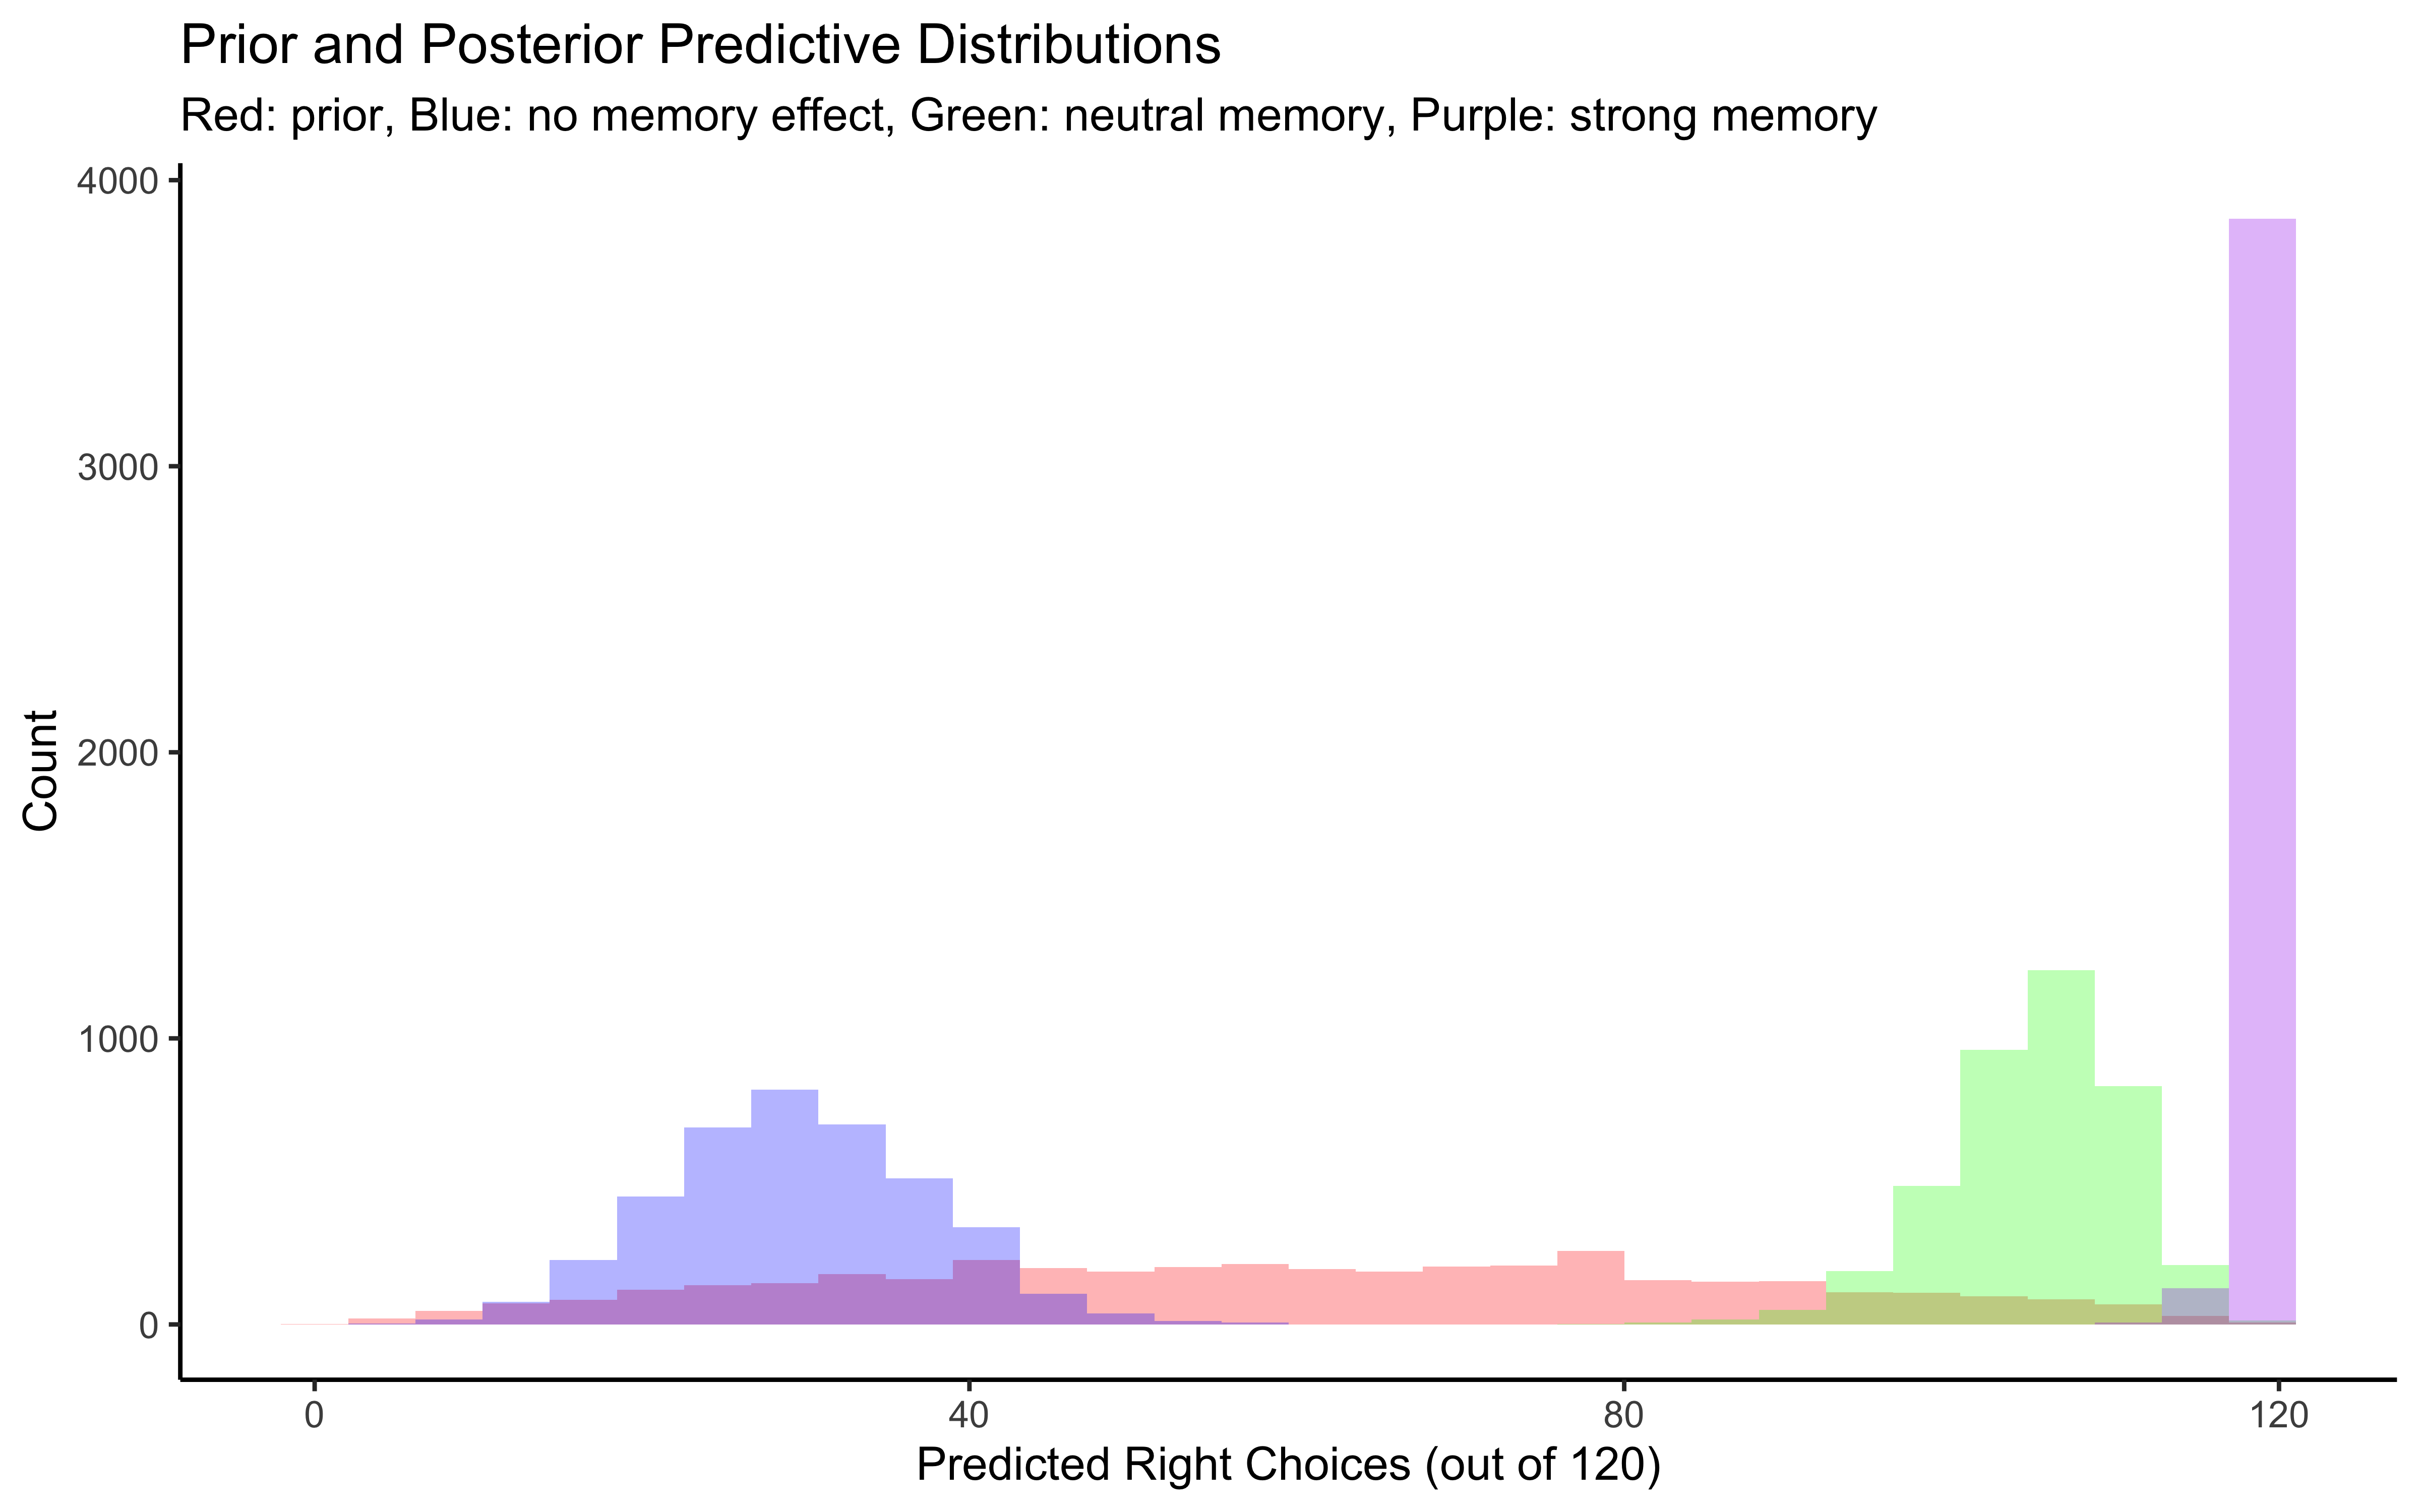 Prior and Posterior Predictive Distributions
Red: prior, Blue: no memory effect, Green: neutral memory, Purple: strong memory
4000
3000
2000
1000
0
Count
0 40 80 120
Predicted Right Choices (out of 120)